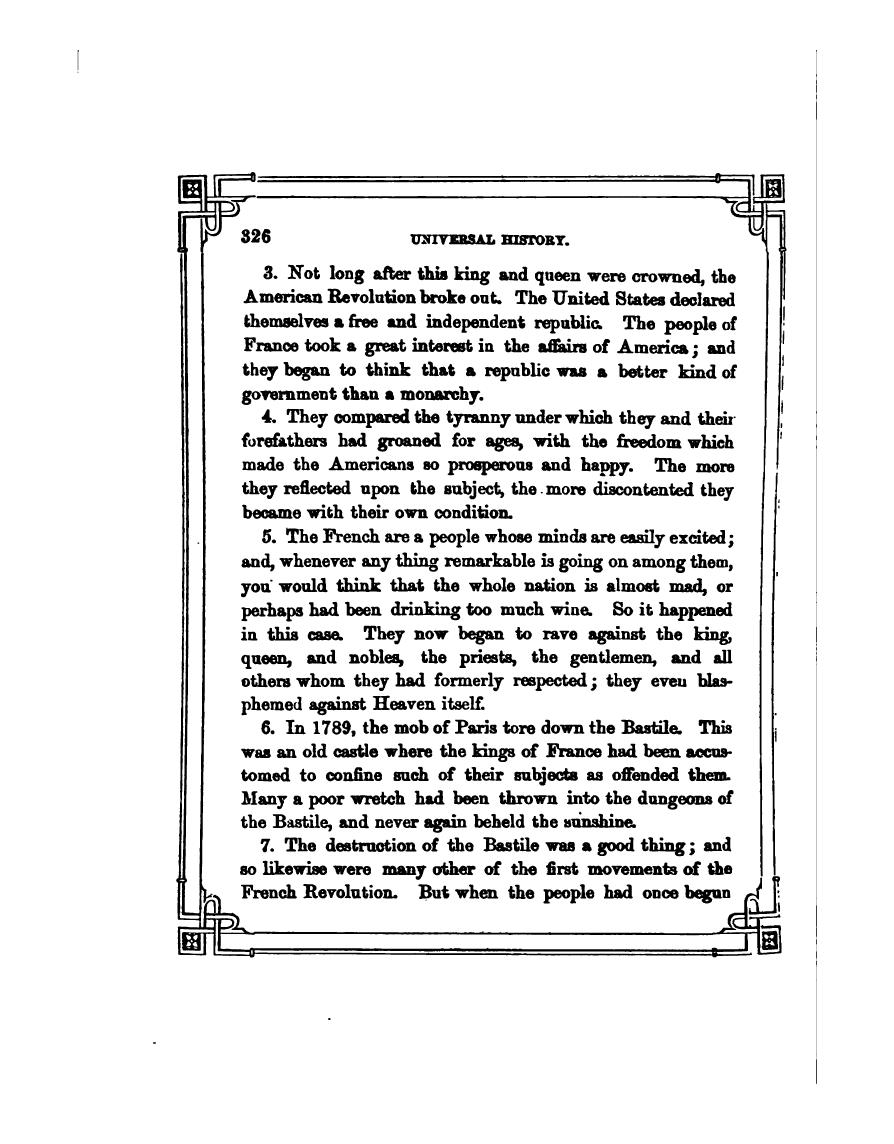 326 UNIVERSAL HISTORY.
3. Not long after this king and queen were crowned, the
American Revolution broke out. The United States declared
themselves a free and independent republic. The people of
France took a great interest in the affairs of America; and
they began to think that a republic was a better kind of
government than a monarchy.
4. They compared the tyranny under which they and their
forefathers had groaned for ages, with the freedom which
made the Americans so prosperous and happy. The more
they reflected upon the subject, the more discontented they
became with their own condition.
5. The French are a people whose minds are easily excited;
and, whenever any thing remarkable is going on among them,
you would think that the whole nation is almost mad, or
perhaps had been drinking too much wine. So it happened
in this case. They now began to rave against the king,
queen, and nobles, the priests, the gentlemen, and all
others whom they had formerly respected; they even blas-
phemed against Heaven itself.
6. In 1789, the mob of Paris tore down the Bastile. This
was an old castle where the kings of France had been accus-
tomed to confine such of their subjects as offended them.
Many a poor wretch had been thrown into the dungeons of
the Bastile, and never again beheld the sunshine.
7. The destruction of the Bastile was a good thing; and
so likewise were many other of the first movements of the
French Revolution. But when the people had once begun